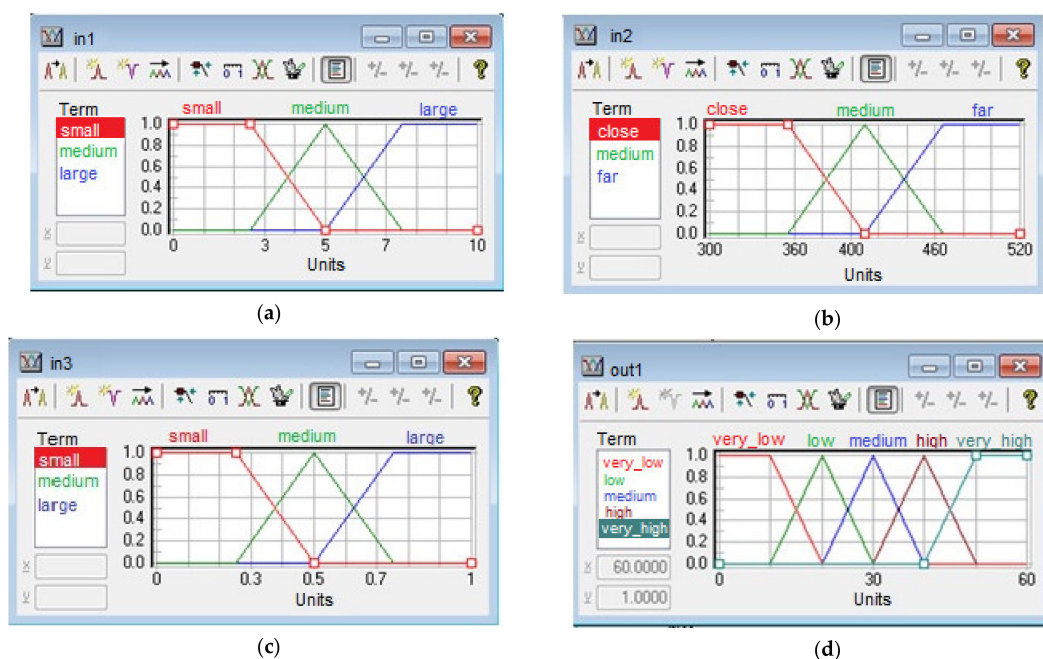 in1
Term
small
medium
large
small medium large
1.0
0.8
0.6
0.4
0.2
0.0
0 3 5 7 10
Units
x
y
(a)
in2
Term
close
medium
far
close medium far
1.0
0.8
0.6
0.4
0.2
0.0
300 360 400 460 520
Units
x
y
(b)
in3
Term
small
medium
large
small medium large
1.0
0.8
0.6
0.4
0.2
0.0
0 0.3 0.5 0.7 1
Units
x
y
(c)
out1
Term
very_low
low
medium
high
very_high
very_low low medium high very_high
1.0
0.8
0.6
0.4
0.2
0.0
0 30 60
Units
x 60.0000
y 1.0000
(d)